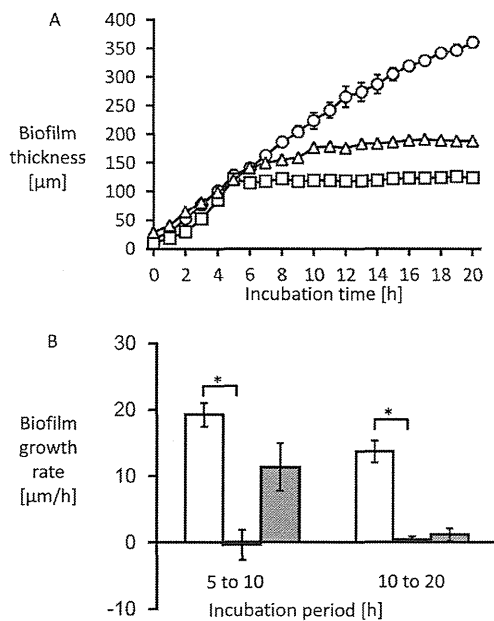 A
400
350
300
250
200
150
100
50
0
Biofilm
thickness
[µm]
0 2 4 6 8 10 12 14 16 18 20
Incubation time [h]
B
30
20
10
0
-10
Biofilm
growth
rate
[µm/h]
* *
5 to 10 10 to 20
Incubation period [h]